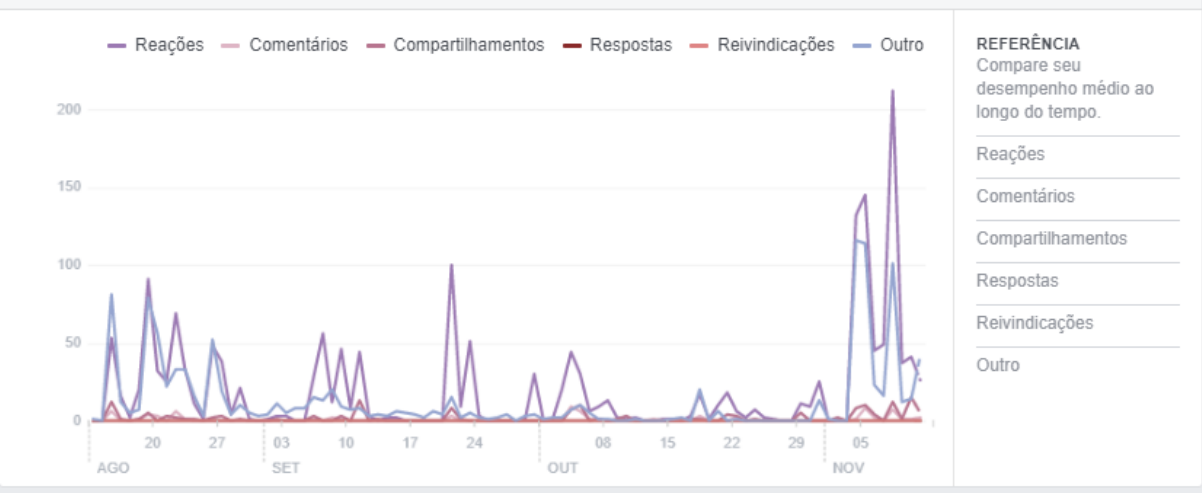 Reações Comentários Compartilhamentos Respostas Reivindicações Outro
200
150
100
50
0
20 27 03 10 17 24 08 15 22 29 05
AGO SET OUT NOV
REFERÊNCIA
Compare seu
desempenho médio ao
longo do tempo.
Reações
Comentários
Compartilhamentos
Respostas
Reivindicações
Outro